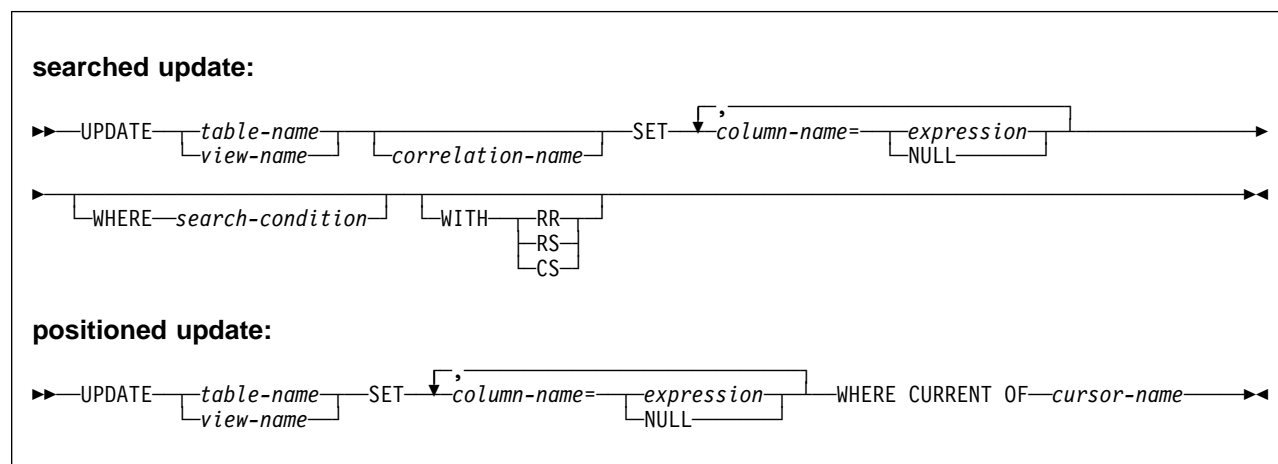 searched update:
,
UPDATE table-name SET column-name= expression
view-name correlation-name NULL
WHERE search-condition WITH RR
RS
CS
positioned update:
,
UPDATE table-name SET column-name= expression WHERE CURRENT OF cursor-name
view-name NULL